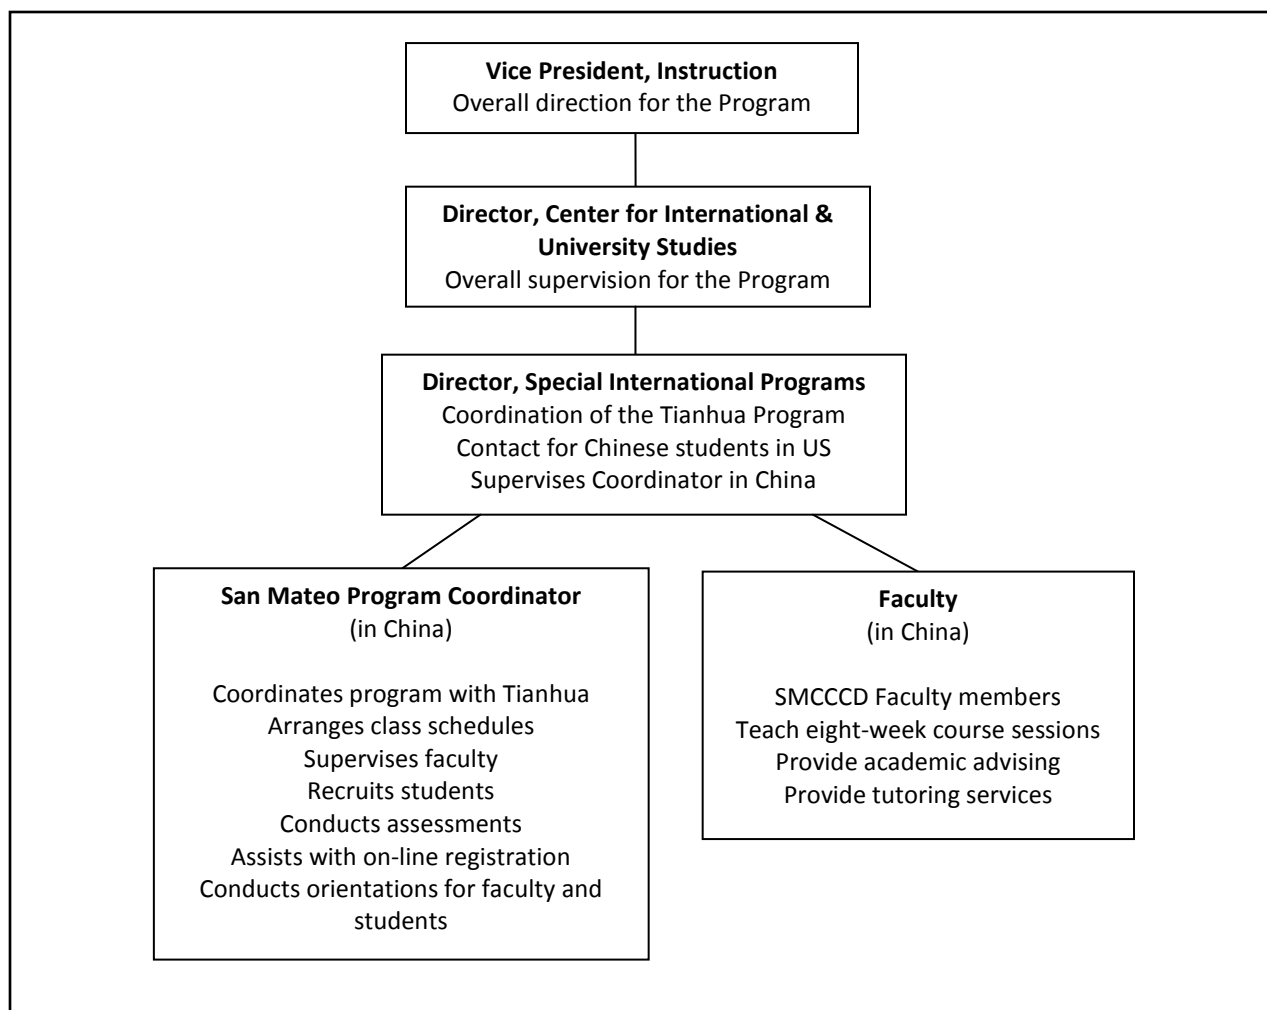 Vice President, Instruction
Overall direction for the Program
Director, Center for International &
University Studies
Overall supervision for the Program
Director, Special International Programs
Coordination of the Tianhua Program
Contact for Chinese students in US
Supervises Coordinator in China
San Mateo Program Coordinator
(in China)
Coordinates program with Tianhua
Arranges class schedules
Supervises faculty
Recruits students
Conducts assessments
Assists with on-line registration
Conducts orientations for faculty and
students
Faculty
(in China)
SMCCCD Faculty members
Teach eight-week course sessions
Provide academic advising
Provide tutoring services